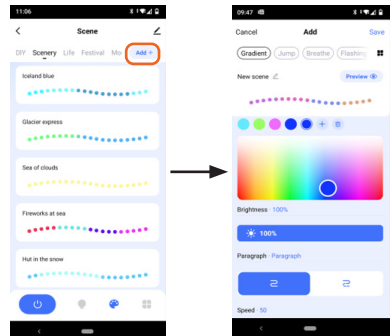 11:06
Scene
DIY Scenery Life Festival Mo Add +
Iceland blue
Glacier express
Sea of clouds
Fireworks at sea
Hut in the snow
09:47
Cancel Add Save
Gradient Jump Breathe Flashing
New scene Preview
Brightness · 100%
100%
Paragraph · Paragraph
Speed · 50